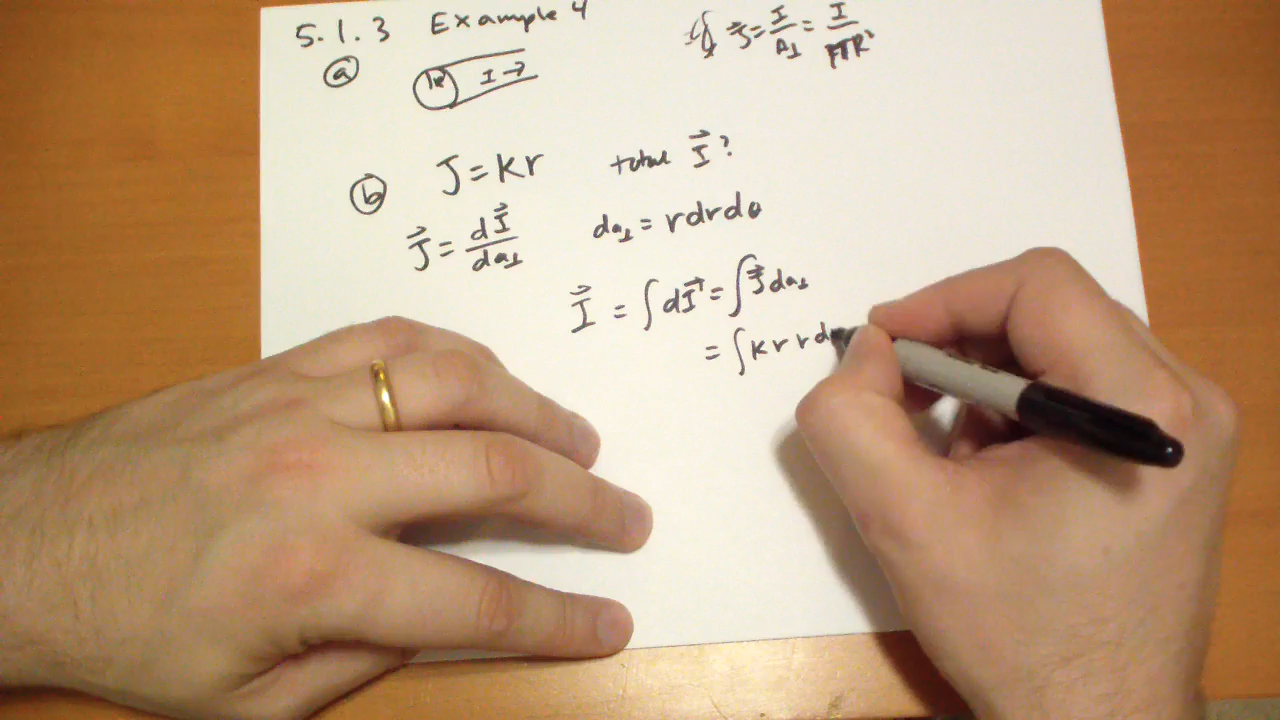 5.1.3 Example 4
J⃗ = I/A⊥ = I/πR²
ⓐ
R I →
ⓑ J = kr total I⃗?
J⃗ = dI⃗/da⊥ da⊥ = r dr dθ
I⃗ = ∫dI⃗ = ∫J⃗ da⊥
= ∫k r r d